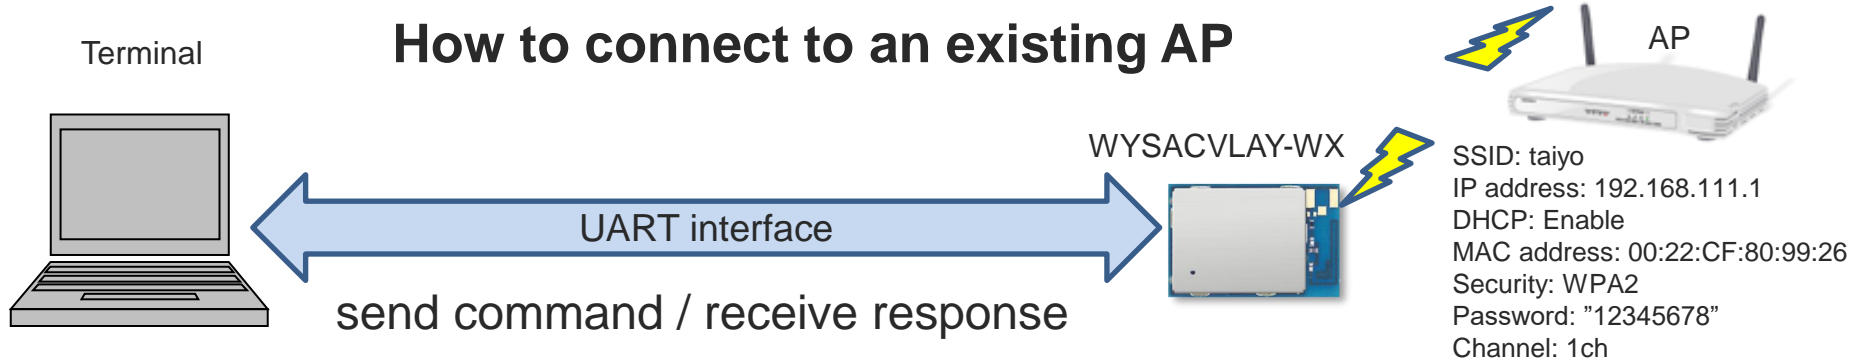 How to connect to an existing AP
Terminal
AP
WYSACVLAY-WX
UART interface
send command / receive response
SSID: taiyo
IP address: 192.168.111.1
DHCP: Enable
MAC address: 00:22:CF:80:99:26
Security: WPA2
Password: ”12345678”
Channel: 1ch